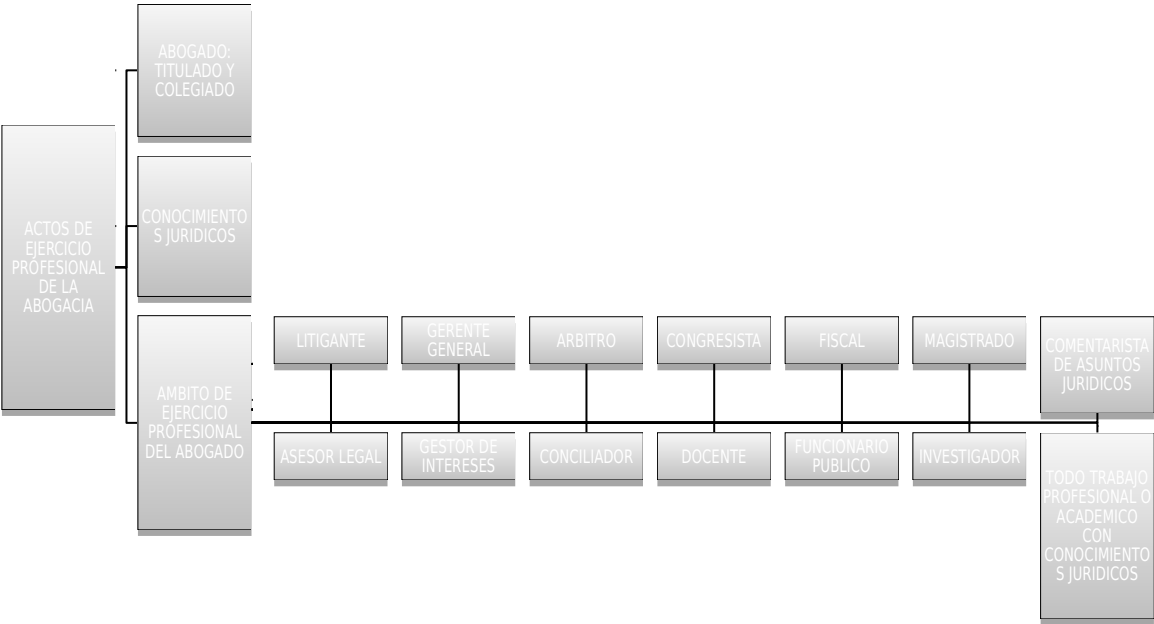 ABOGADO:
TITULADO Y
COLEGIADO
ACTOS DE
EJERCICIO
PROFESIONAL
DE LA
ABOGACIA
CONOCIMIENTO
S JURIDICOS
AMBITO DE
EJERCICIO
PROFESIONAL
DEL ABOGADO
LITIGANTE
GERENTE
GENERAL
ARBITRO
CONGRESISTA
FISCAL
MAGISTRADO
COMENTARISTA
DE ASUNTOS
JURIDICOS
ASESOR LEGAL
GESTOR DE
INTERESES
CONCILIADOR
DOCENTE
FUNCIONARIO
PUBLICO
INVESTIGADOR
TODO TRABAJO
PROFESIONAL O
ACADEMICO
CON
CONOCIMIENTO
S JURIDICOS